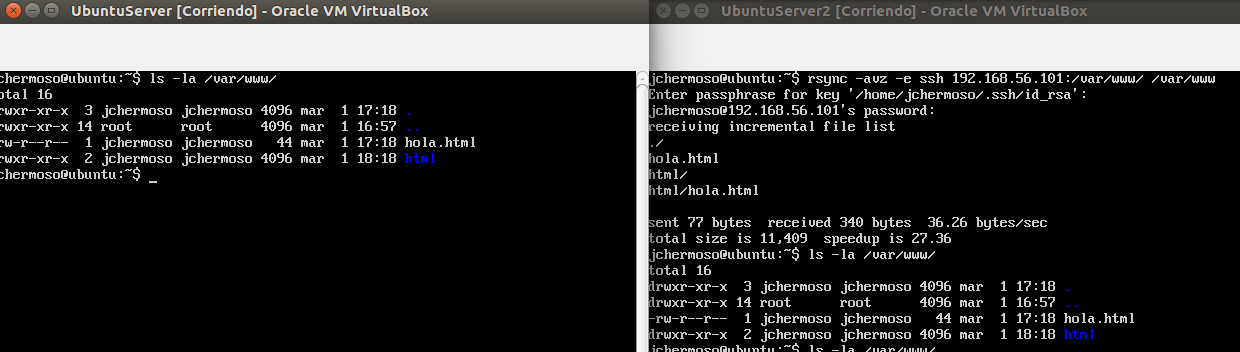 UbuntuServer [Corriendo] - Oracle VM VirtualBox
chermoso@ubuntu:~$ ls -la /var/www/
otal 16
rwxr-xr-x  3 jchermoso jchermoso 4096 mar  1 17:18 .
rwxr-xr-x 14 root      root      4096 mar  1 16:57 ..
rw-r--r--  1 jchermoso jchermoso   44 mar  1 17:18 hola.html
rwxr-xr-x  2 jchermoso jchermoso 4096 mar  1 18:18 html
chermoso@ubuntu:~$ _
UbuntuServer2 [Corriendo] - Oracle VM VirtualBox
jchermoso@ubuntu:~$ rsync -avz -e ssh 192.168.56.101:/var/www/ /var/www
Enter passphrase for key '/home/jchermoso/.ssh/id_rsa':
jchermoso@192.168.56.101's password:
receiving incremental file list
./
hola.html
html/
html/hola.html
sent 77 bytes  received 340 bytes  36.26 bytes/sec
total size is 11,409  speedup is 27.36
jchermoso@ubuntu:~$ ls -la /var/www/
total 16
drwxr-xr-x  3 jchermoso jchermoso 4096 mar  1 17:18 .
drwxr-xr-x 14 root      root      4096 mar  1 16:57 ..
-rw-r--r--  1 jchermoso jchermoso   44 mar  1 17:18 hola.html
drwxr-xr-x  2 jchermoso jchermoso 4096 mar  1 18:18 html
jchermoso@ubuntu:~$ ls -la /var/www/